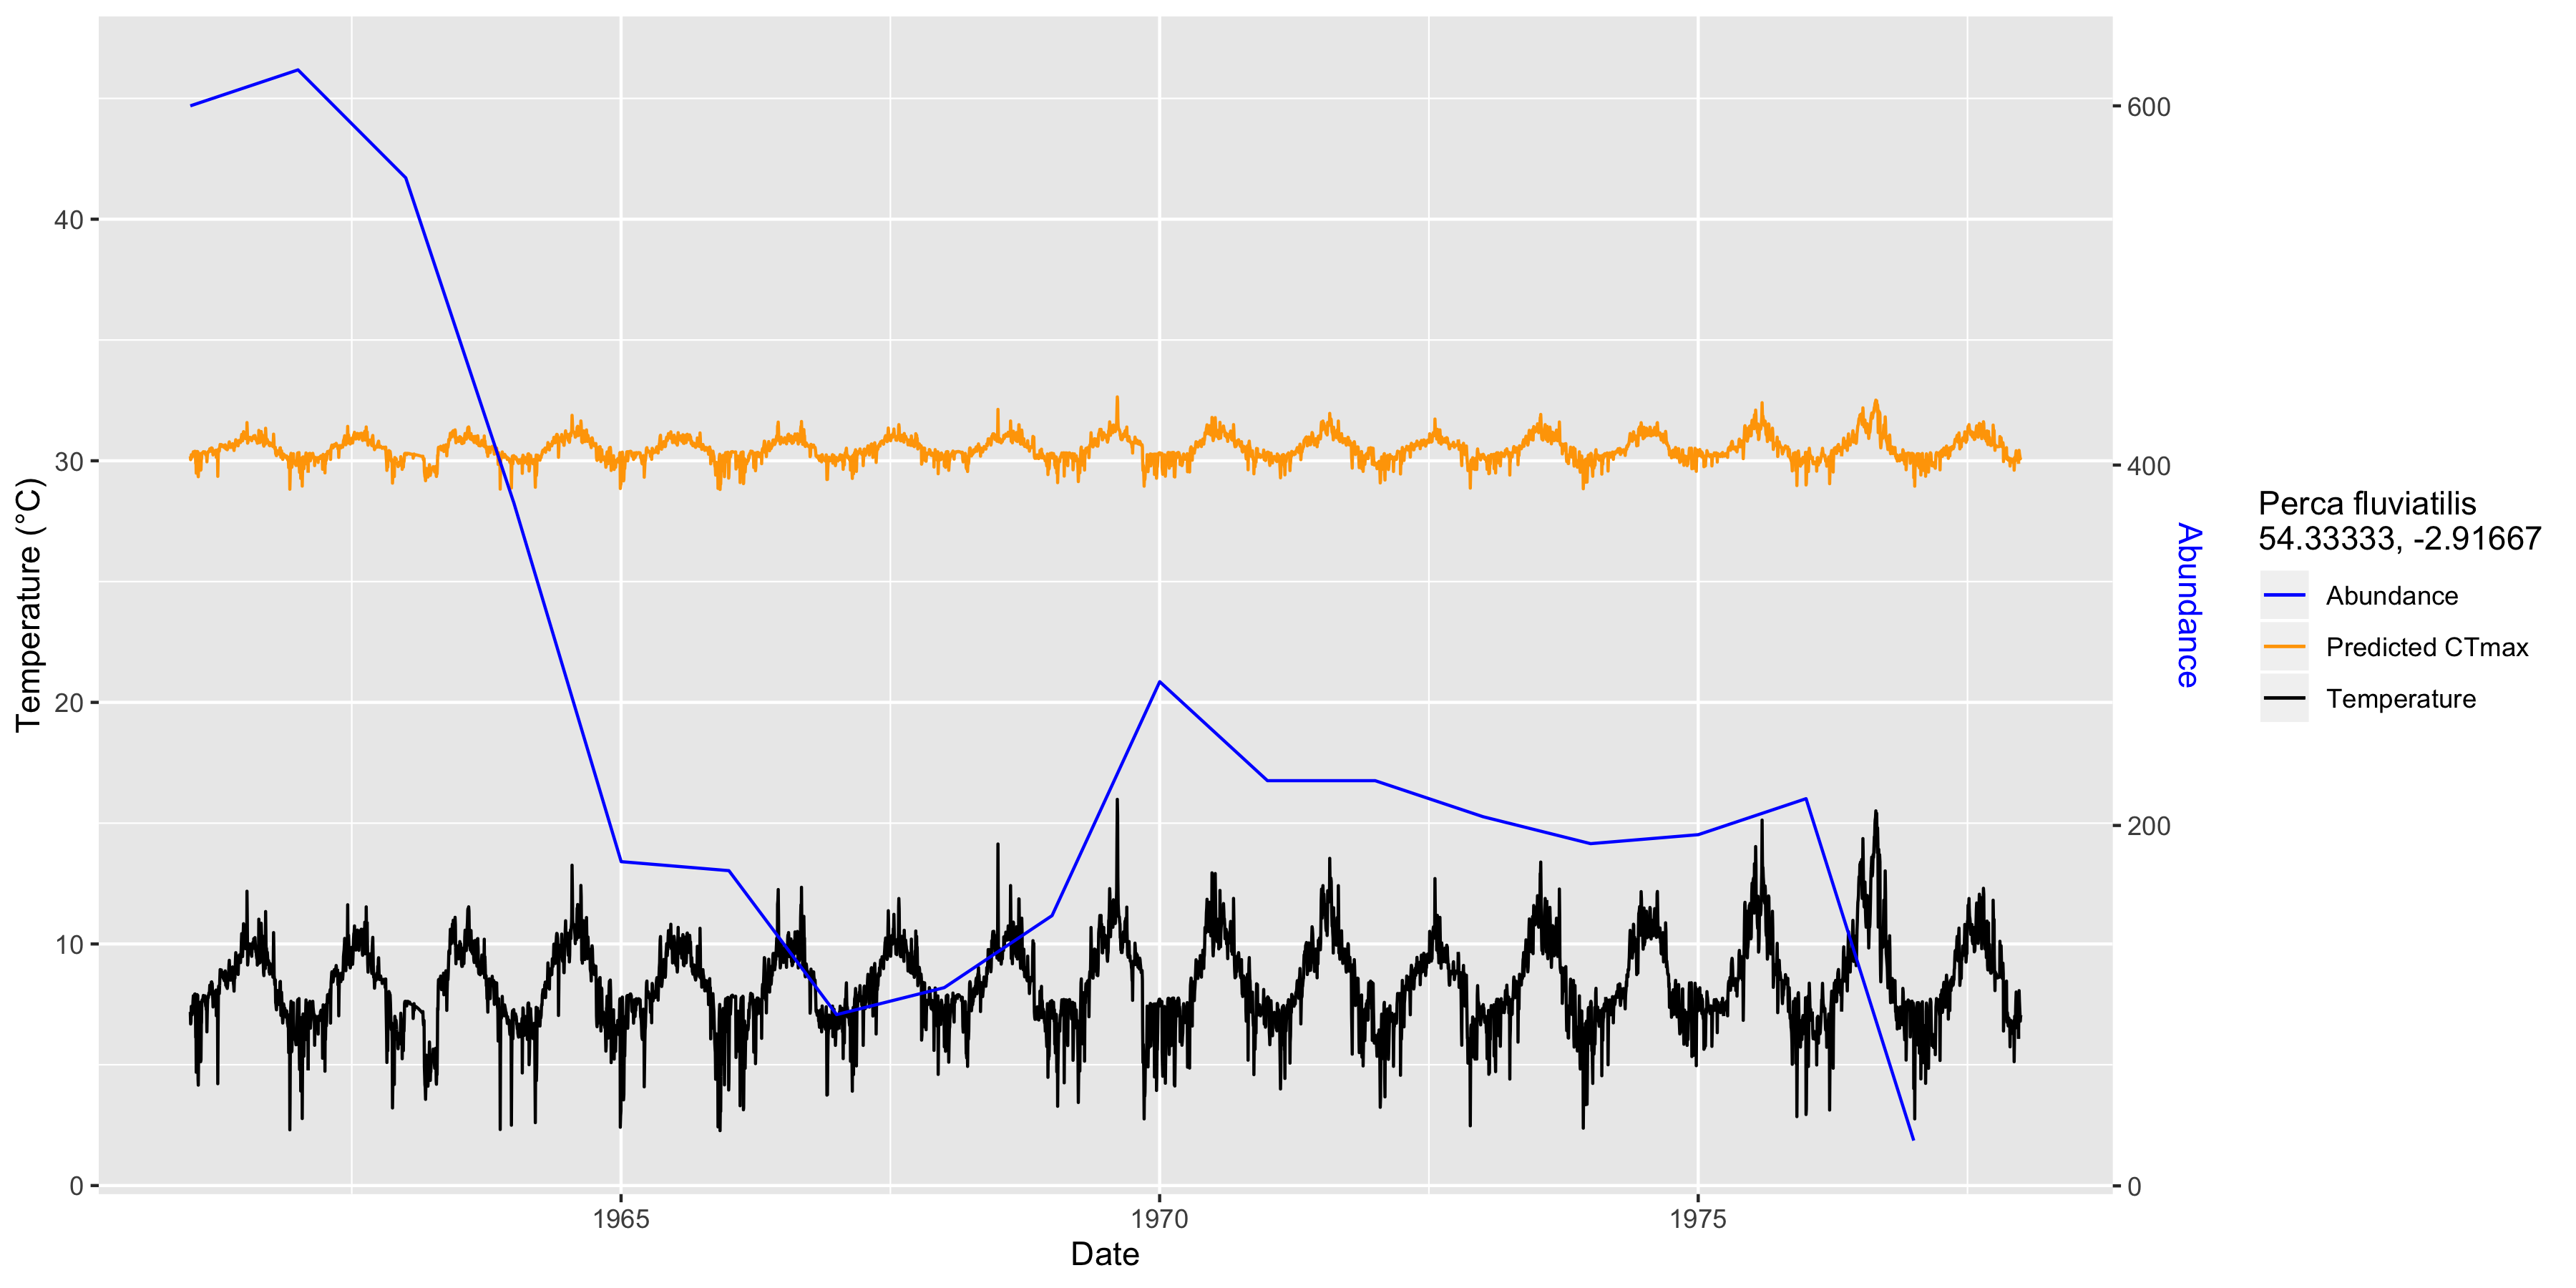 Temperature (°C)
40
30
20
10
0
1965
1970
1975
Date
600
400
200
0
Abundance
Perca fluviatilis
54.33333, -2.91667
Abundance
Predicted CTmax
Temperature